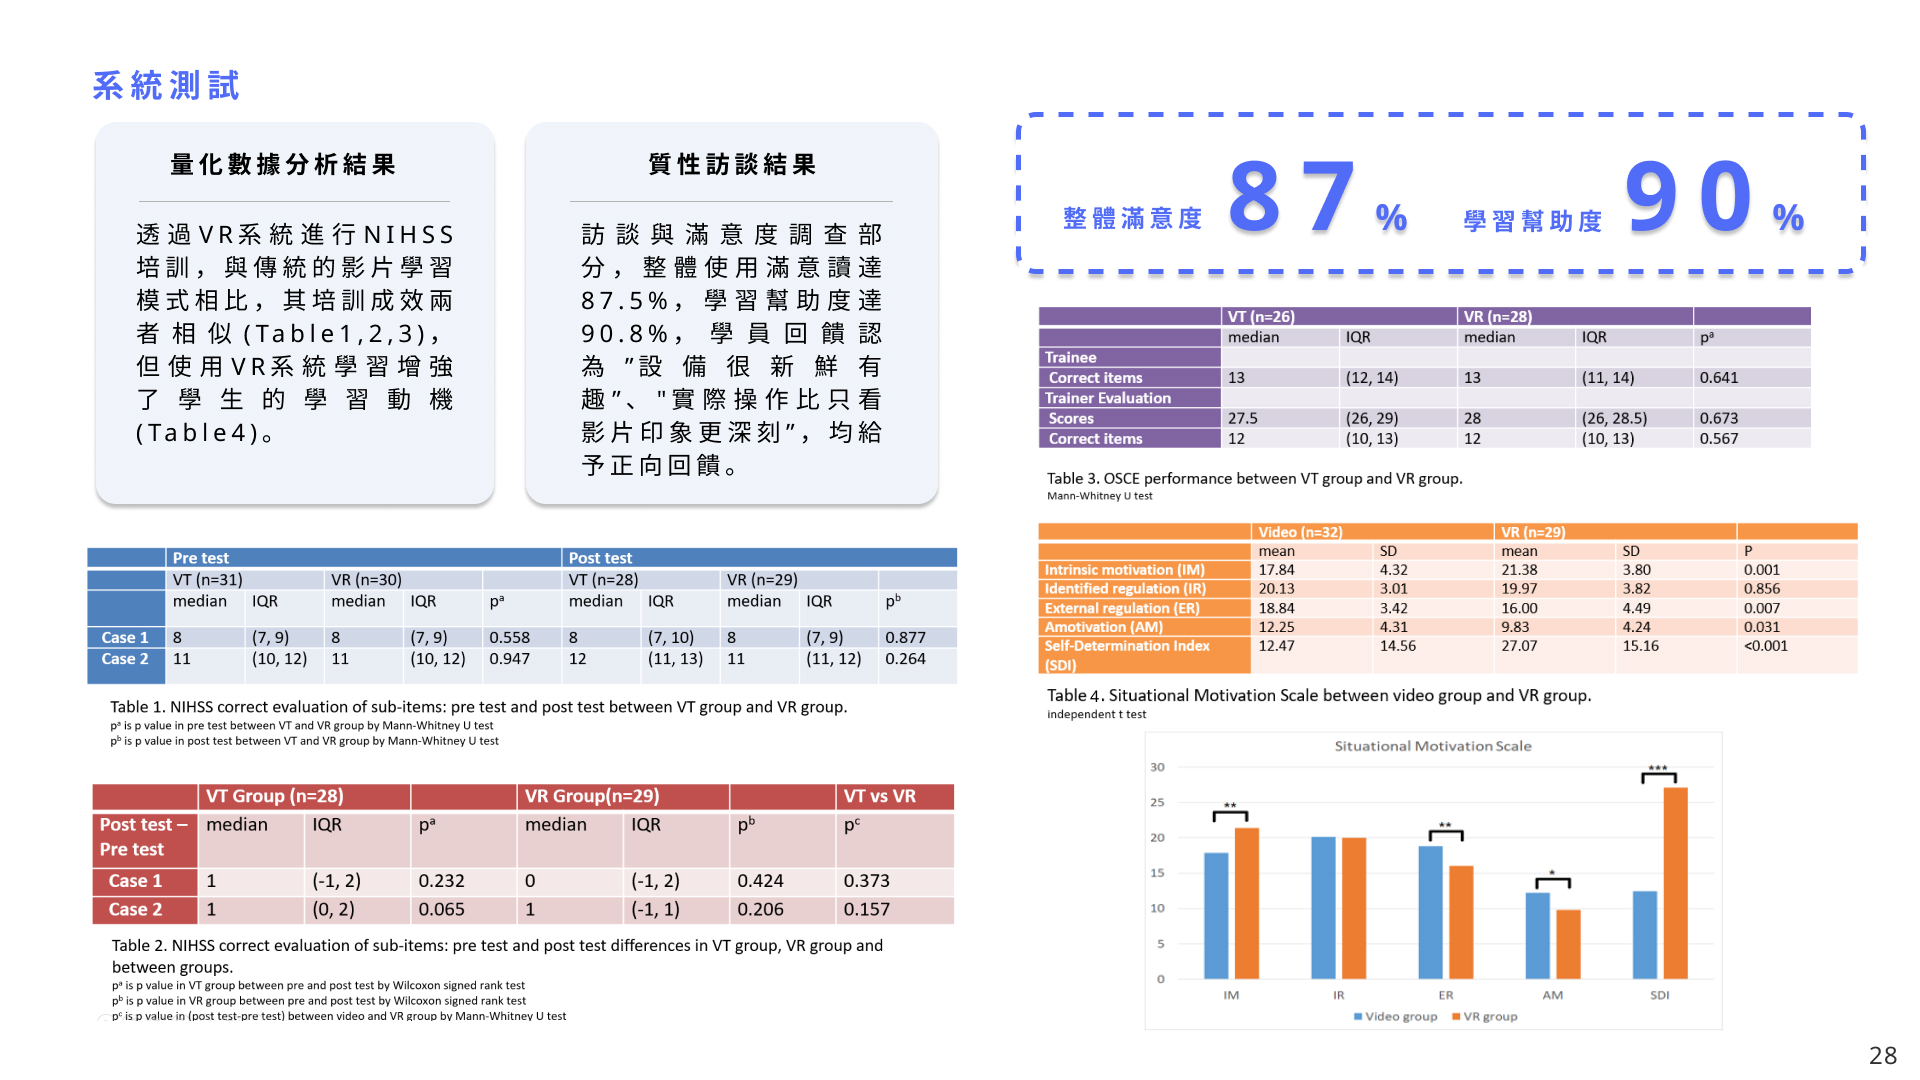 系統測試
量化數據分析結果
透過VR系統進行NIHSS
培訓，與傳統的影片學習
模式相比，其培訓成效兩
者相似(Table1,2,3)，
但使用VR系統學習增強
了學生的學習動機
(Table4)。
質性訪談結果
訪談與滿意度調查部
分，整體使用滿意讀達
87.5%，學習幫助度達
90.8%，學員回饋認
為”設備很新鮮有
趣”、"實際操作比只看
影片印象更深刻”，均給
予正向回饋。
整體滿意度 87 % 學習幫助度 90 %
Pre test Post test
VT (n=31) VR (n=30) VT (n=28) VR (n=29)
median IQR median IQR pᵃ median IQR median IQR pᵇ
Case 1 8 (7, 9) 8 (7, 9) 0.558 8 (7, 10) 8 (7, 9) 0.877
Case 2 11 (10, 12) 11 (10, 12) 0.947 12 (11, 13) 11 (11, 12) 0.264
Table 1. NIHSS correct evaluation of sub-items: pre test and post test between VT group and VR group.
pᵃ is p value in pre test between VT and VR group by Mann-Whitney U test
pᵇ is p value in post test between VT and VR group by Mann-Whitney U test
VT Group (n=28) VR Group(n=29) VT vs VR
Post test – median IQR pᵃ median IQR pᵇ pᶜ
Pre test
Case 1 1 (-1, 2) 0.232 0 (-1, 2) 0.424 0.373
Case 2 1 (0, 2) 0.065 1 (-1, 1) 0.206 0.157
Table 2. NIHSS correct evaluation of sub-items: pre test and post test differences in VT group, VR group and
between groups.
pᵃ is p value in VT group between pre and post test by Wilcoxon signed rank test
pᵇ is p value in VR group between pre and post test by Wilcoxon signed rank test
pᶜ is p value in (post test-pre test) between video and VR group by Mann-Whitney U test
VT (n=26) VR (n=28)
median IQR median IQR pᵃ
Trainee
Correct items 13 (12, 14) 13 (11, 14) 0.641
Trainer Evaluation
Scores 27.5 (26, 29) 28 (26, 28.5) 0.673
Correct items 12 (10, 13) 12 (10, 13) 0.567
Table 3. OSCE performance between VT group and VR group.
Mann-Whitney U test
Video (n=32) VR (n=29)
mean SD mean SD P
Intrinsic motivation (IM) 17.84 4.32 21.38 3.80 0.001
Identified regulation (IR) 20.13 3.01 19.97 3.82 0.856
External regulation (ER) 18.84 3.42 16.00 4.49 0.007
Amotivation (AM) 12.25 4.31 9.83 4.24 0.031
Self-Determination Index 12.47 14.56 27.07 15.16 <0.001
(SDI)
Table 4. Situational Motivation Scale between video group and VR group.
independent t test
Situational Motivation Scale
30
25
20
15
10
5
0
** ** * ***
IM IR ER AM SDI
Video group VR group
28